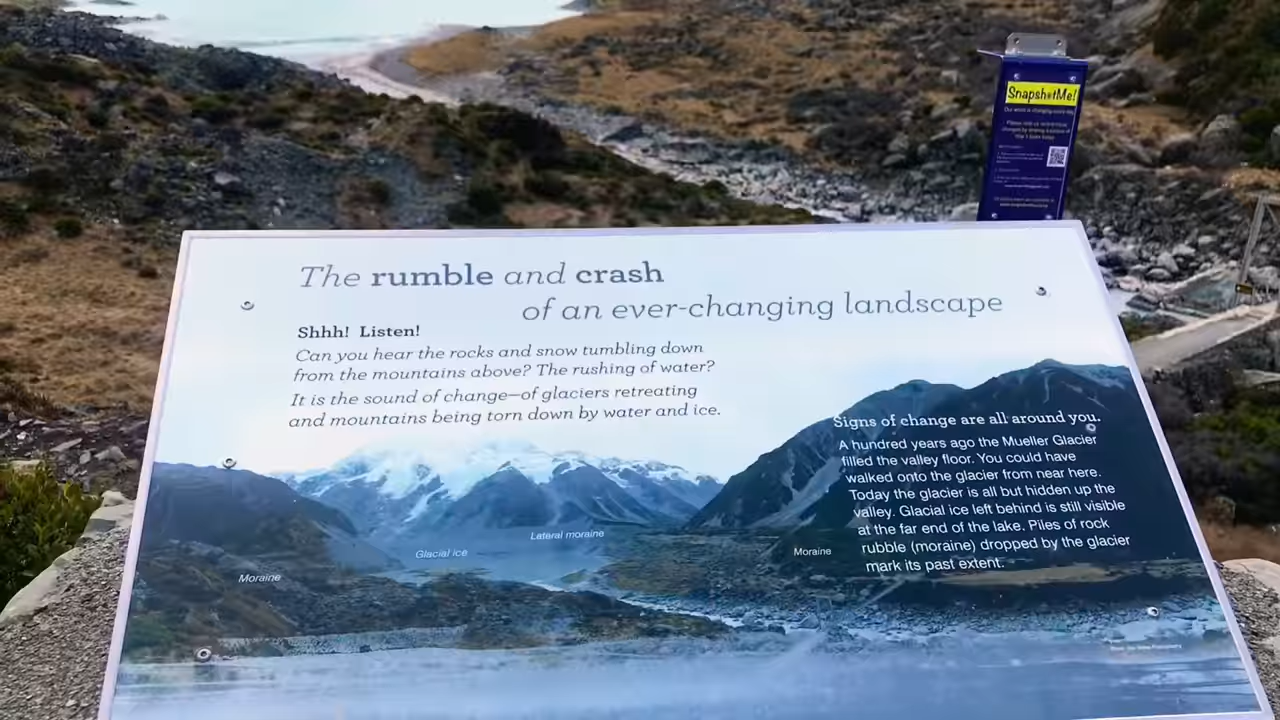 SnapshotMe!
The rumble and crash
of an ever-changing landscape
Shhh! Listen!
Can you hear the rocks and snow tumbling down
from the mountains above? The rushing of water?
It is the sound of change—of glaciers retreating
and mountains being torn down by water and ice.
Signs of change are all around you.
A hundred years ago the Mueller Glacier
filled the valley floor. You could have
walked onto the glacier from near here.
Today the glacier is all but hidden up the
valley. Glacial ice left behind is still visible
at the far end of the lake. Piles of rock
rubble (moraine) dropped by the glacier
mark its past extent.
Lateral moraine
Glacial ice
Moraine
Moraine